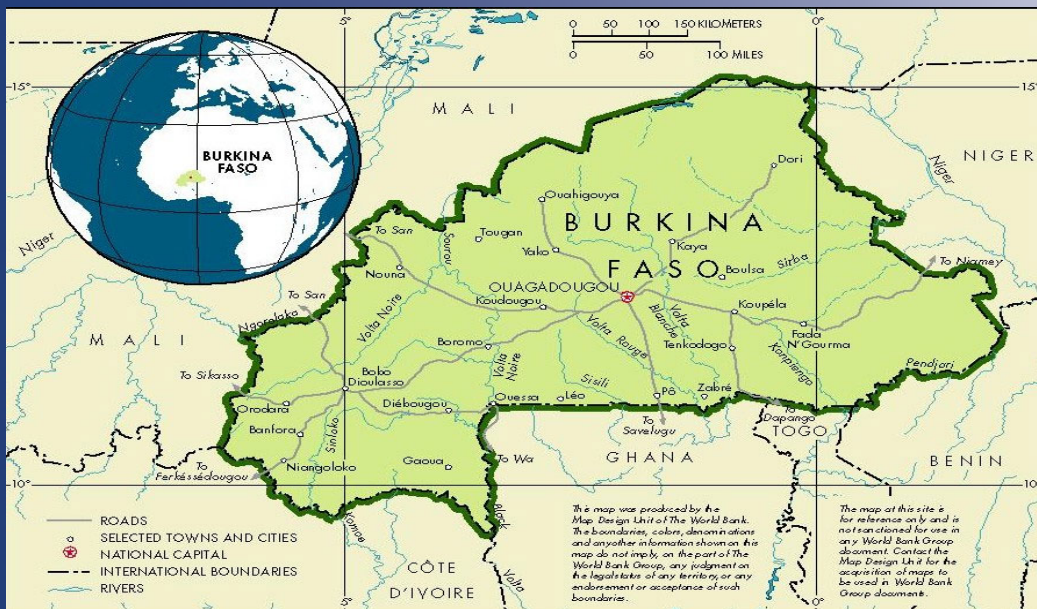 5°
0°
0 50 100 150 KILOMETERS
0 50 100 MILES
15°
15°
MALI
NIGER
BURKINA
FASO
Dori
Niger
Ouahigouya
BURKINA
FASO
To San
Tougan
Sourou
Yako
Kaya
Niger
Nouna
Boulsa
Sirba
To Niamey
OUAGADOUGOU
To San
Koudougou
Koupéla
Ngorolaka
Volta Noire
Volta
Blanche
Volta Rouge
Fada
N'Gourma
MALI
Boromo
Tenkodogo
Konpienga
Pendjari
Volta
Noire
Bobo
Dioulasso
To Sikasso
Sisili
Pô
Zabré
Orodara
Diébougou
Ouessa
Léo
To
Dapango
Banfora
Sinloko
To
Savelugu
TOGO
Niangoloko
Gaoua
To Wa
GHANA
BENIN
To
Ferkéssédougou
10°
10°
ROADS
SELECTED TOWNS AND CITIES
NATIONAL CAPITAL
INTERNATIONAL BOUNDARIES
RIVERS
Komoe
CÔTE
D'IVOIRE
Black
Volta
This map was produced by the
Map Design Unit of The World Bank.
The boundaries, colors, denominations
and any other information shown on this
map do not imply, on the part of The
World Bank Group, any judgment on
the legal status of any territory, or any
endorsement or acceptance of such
boundaries.
The map at this site is
for reference only and is
not sanctioned for use in
any World Bank Group
document. Contact the
Map Design Unit for the
acquisition of maps to
be used in World Bank
Group documents.
5°
0°